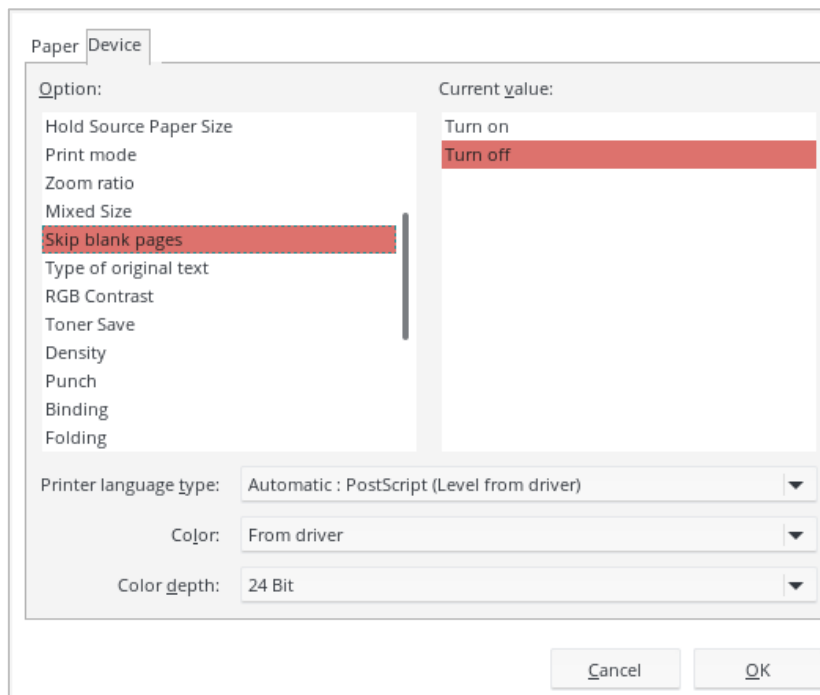 Paper Device
Option: Current value:
Hold Source Paper Size Turn on
Print mode Turn off
Zoom ratio
Mixed Size
Skip blank pages
Type of original text
RGB Contrast
Toner Save
Density
Punch
Binding
Folding
Printer language type: Automatic : PostScript (Level from driver)
Color: From driver
Color depth: 24 Bit
Cancel OK